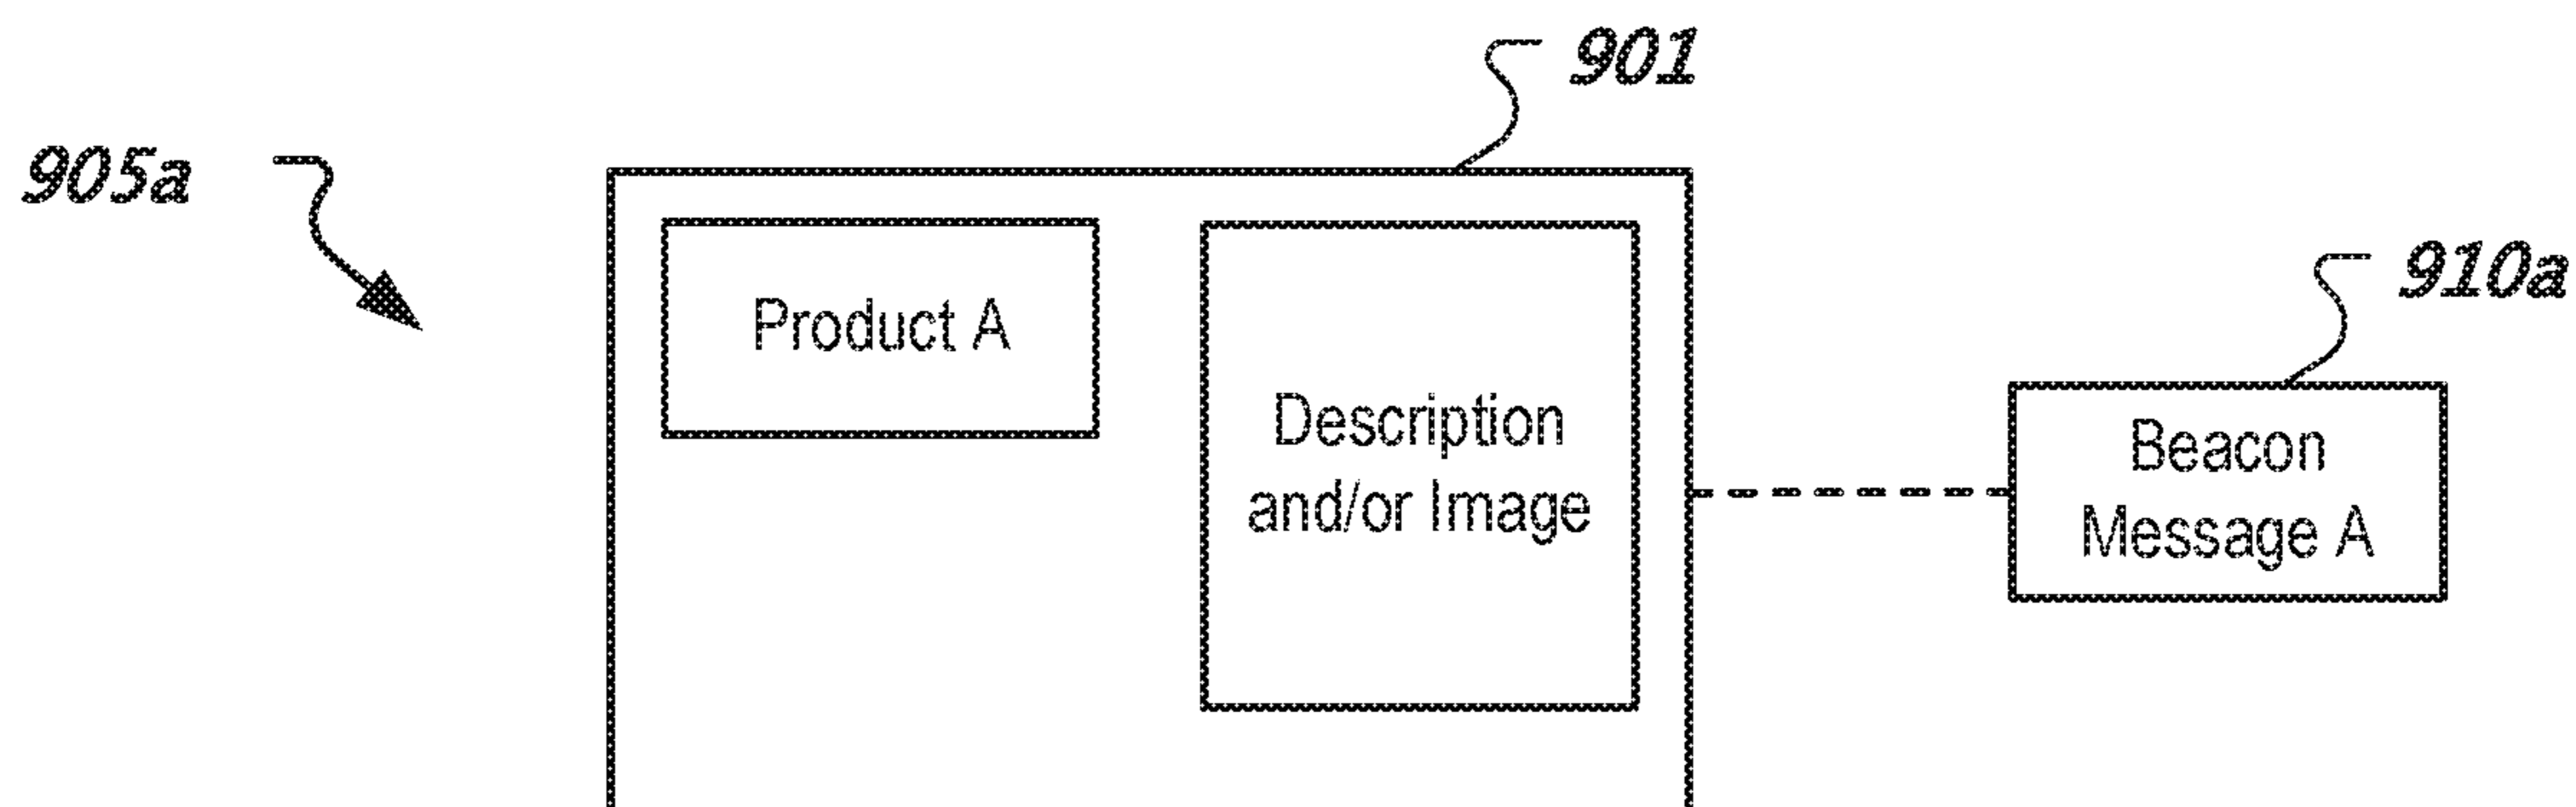 901
905a
910a
Product A
Description
and/or Image
Beacon
Message A